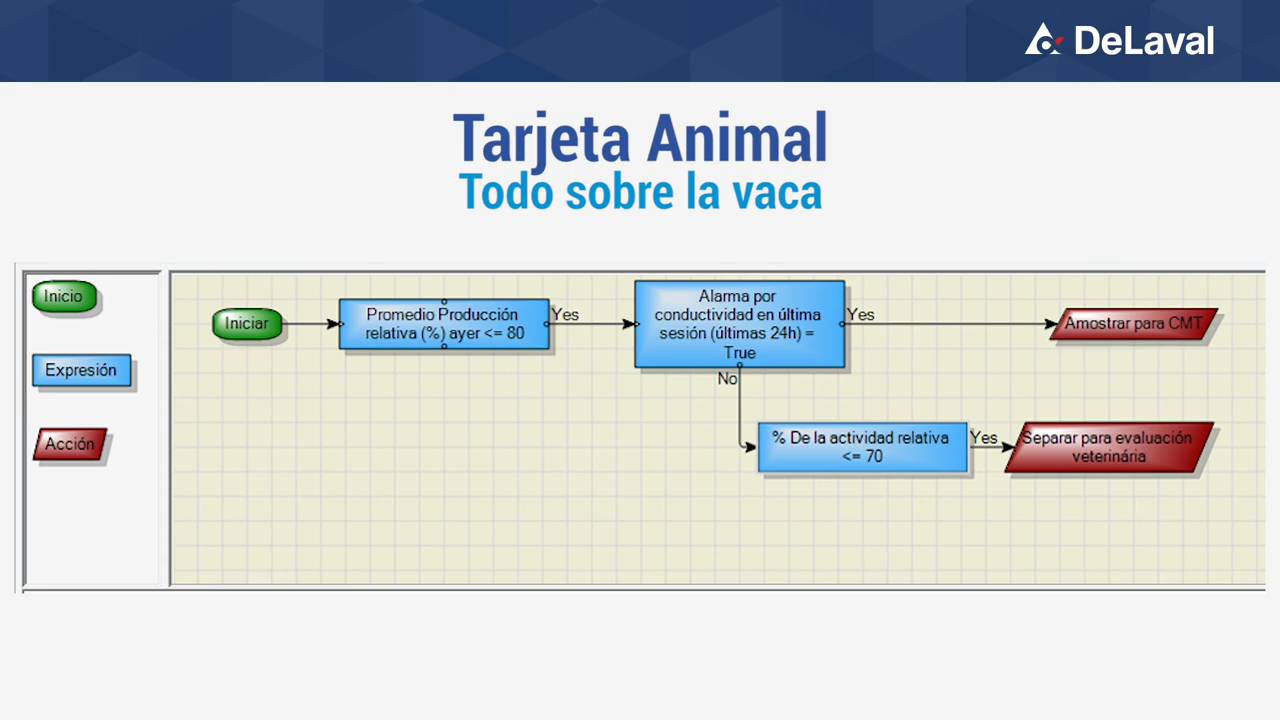 DeLaval
Tarjeta Animal
Todo sobre la vaca
Inicio
Expresión
Acción
Iniciar
Promedio Producción
relativa (%) ayer <= 80
Yes
Alarma por
conductividad en última
sesión (últimas 24h) =
True
Yes
Amostrar para CMT
No
% De la actividad relativa
<= 70
Yes
Separar para evaluación
veterinária